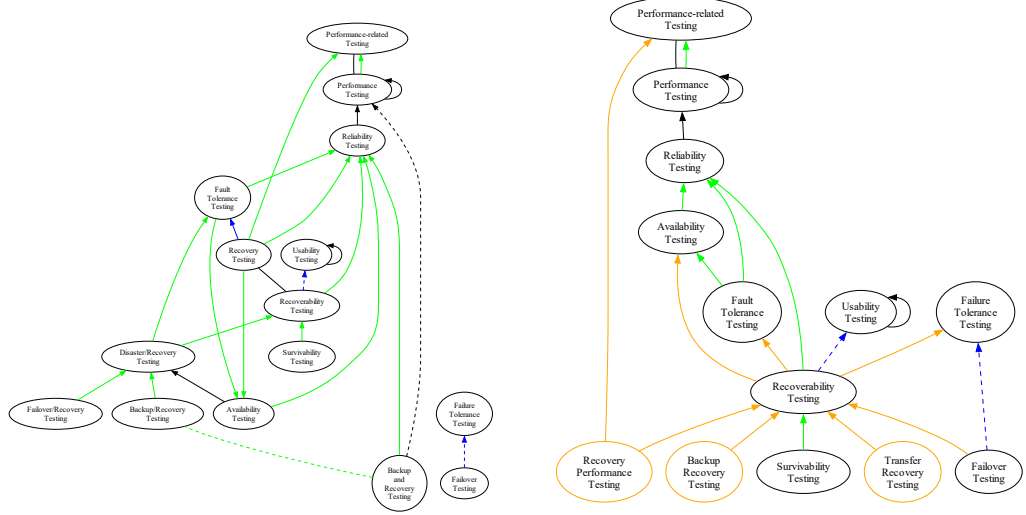 Performance-related
Testing
Performance
Testing
Reliability
Testing
Fault
Tolerance
Testing
Recovery
Testing
Usability
Testing
Recoverability
Testing
Disaster/Recovery
Testing
Survivability
Testing
Failover/Recovery
Testing
Backup/Recovery
Testing
Availability
Testing
Failure
Tolerance
Testing
Backup
and
Recovery
Testing
Failover
Testing
Performance-related
Testing
Performance
Testing
Reliability
Testing
Availability
Testing
Fault
Tolerance
Testing
Usability
Testing
Failure
Tolerance
Testing
Recoverability
Testing
Recovery
Performance
Testing
Backup
Recovery
Testing
Survivability
Testing
Transfer
Recovery
Testing
Failover
Testing